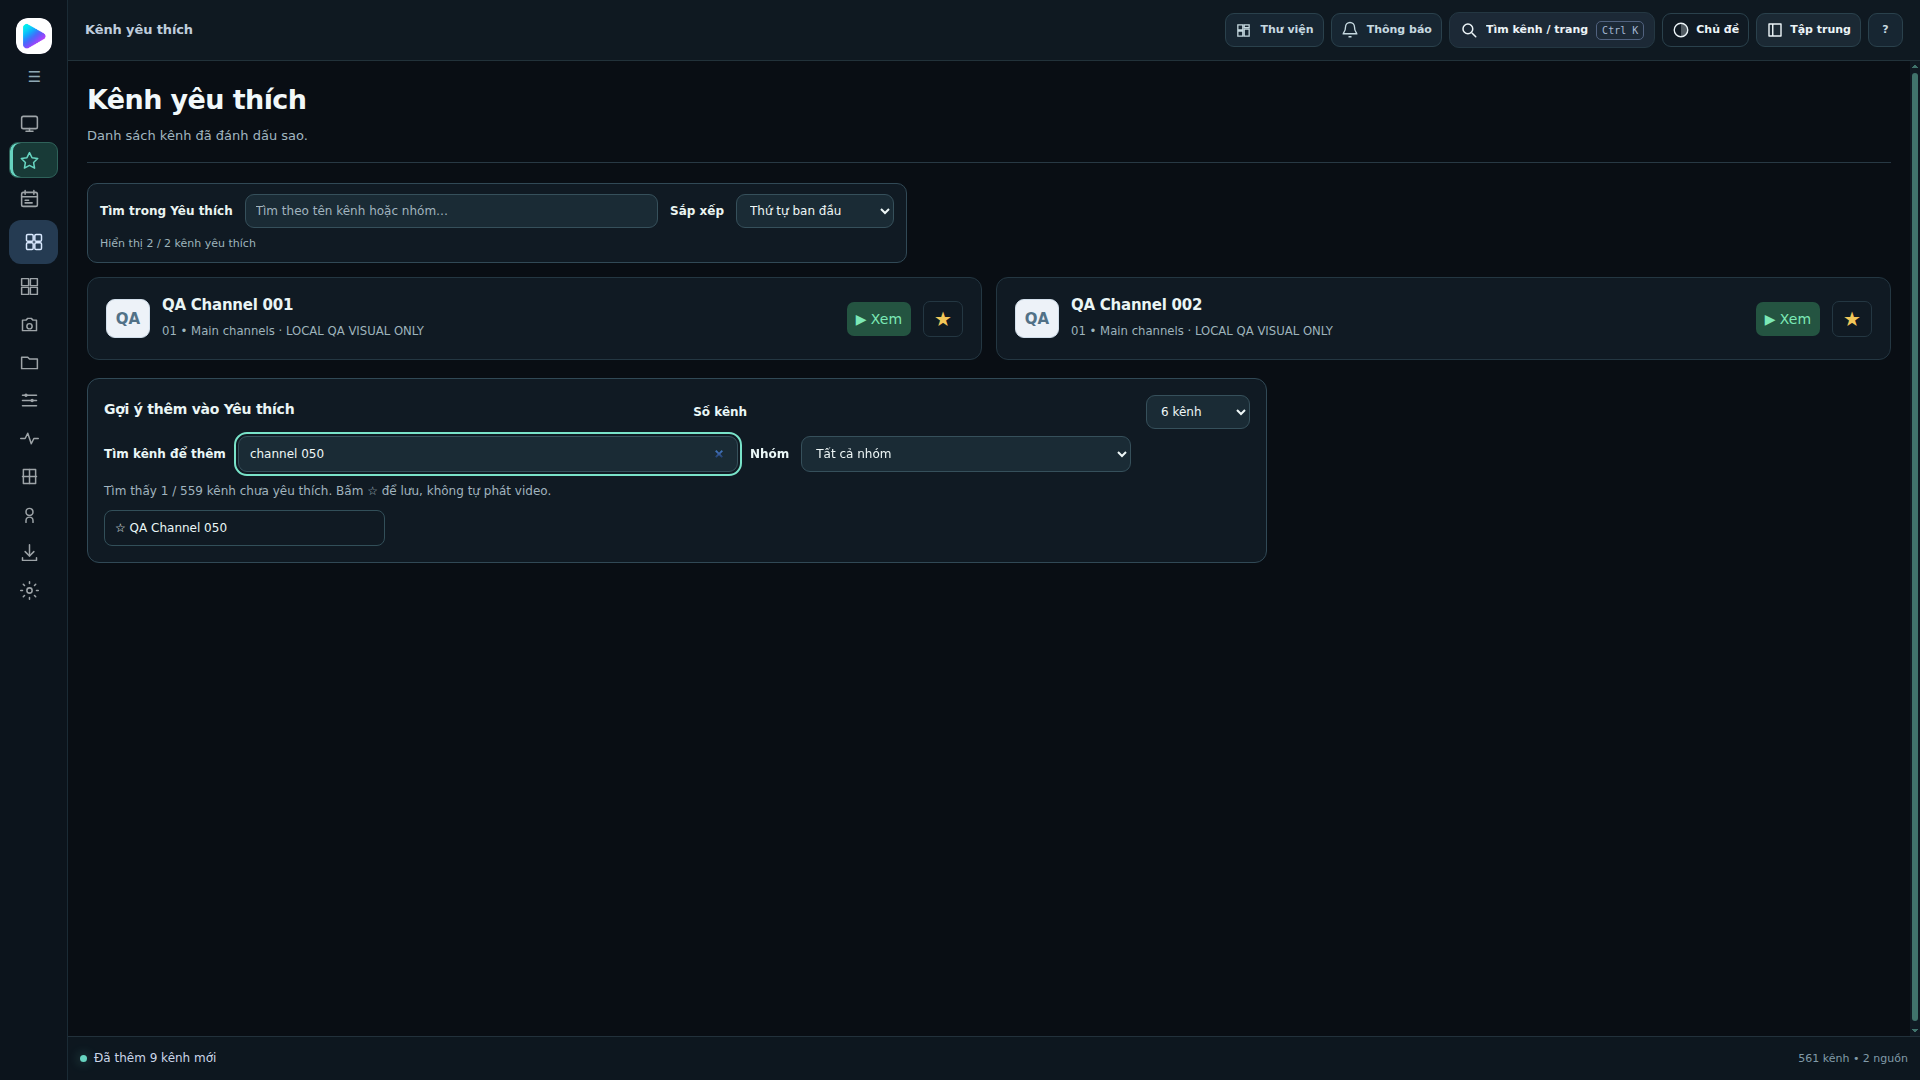 Kênh yêu thích
Thư viện
Thông báo
Tìm kênh / trang Ctrl K
Chủ đề
Tập trung
?
Kênh yêu thích
Danh sách kênh đã đánh dấu sao.
Tìm trong Yêu thích Tìm theo tên kênh hoặc nhóm... Sắp xếp Thứ tự ban đầu
Hiển thị 2 / 2 kênh yêu thích
QA QA Channel 001
01 • Main channels · LOCAL QA VISUAL ONLY
▶ Xem ★
QA QA Channel 002
01 • Main channels · LOCAL QA VISUAL ONLY
▶ Xem ★
Gợi ý thêm vào Yêu thích Số kênh 6 kênh
Tìm kênh để thêm channel 050 Nhóm Tất cả nhóm
Tìm thấy 1 / 559 kênh chưa yêu thích. Bấm ☆ để lưu, không tự phát video.
☆ QA Channel 050
Đã thêm 9 kênh mới
561 kênh • 2 nguồn